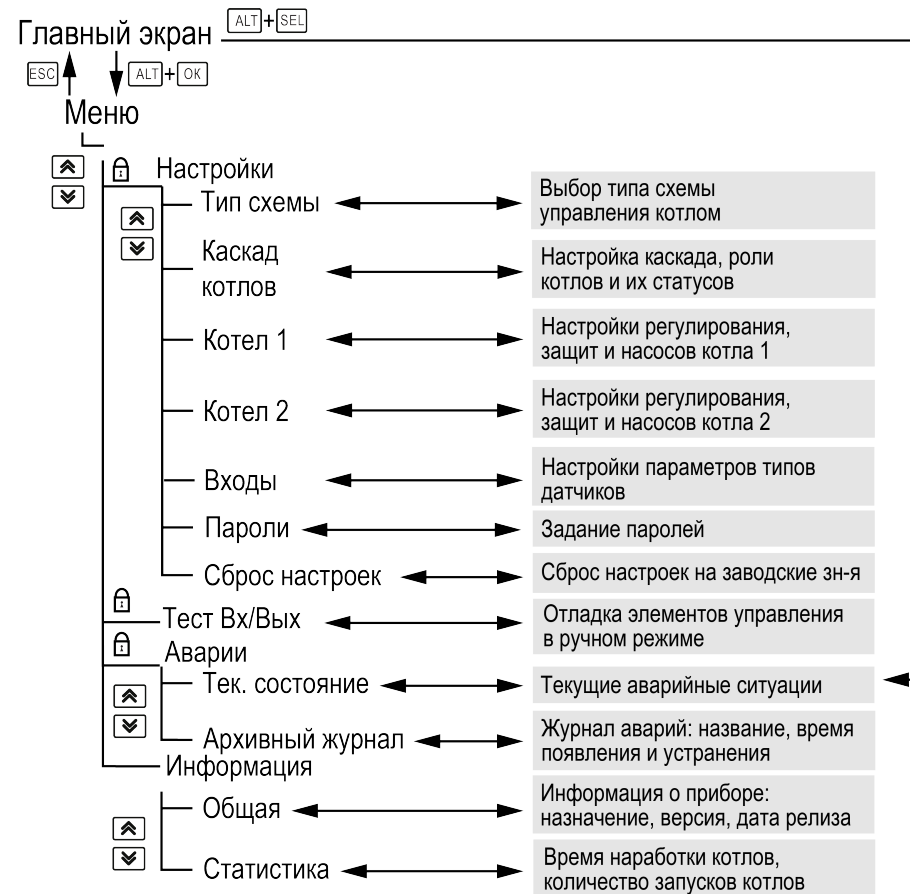 Главный экран ALT+SEL
ESC ALT+OK
Меню
Настройки
Тип схемы
Выбор типа схемы
управления котлом
Каскад
котлов
Настройка каскада, роли
котлов и их статусов
Котел 1
Настройки регулирования,
защит и насосов котла 1
Котел 2
Настройки регулирования,
защит и насосов котла 2
Входы
Настройки параметров типов
датчиков
Пароли
Задание паролей
Сброс настроек
Сброс настроек на заводские зн-я
Тест Вх/Вых
Отладка элементов управления
в ручном режиме
Аварии
Тек. состояние
Текущие аварийные ситуации
Архивный журнал
Журнал аварий: название, время
появления и устранения
Информация
Общая
Информация о приборе:
назначение, версия, дата релиза
Статистика
Время наработки котлов,
количество запусков котлов